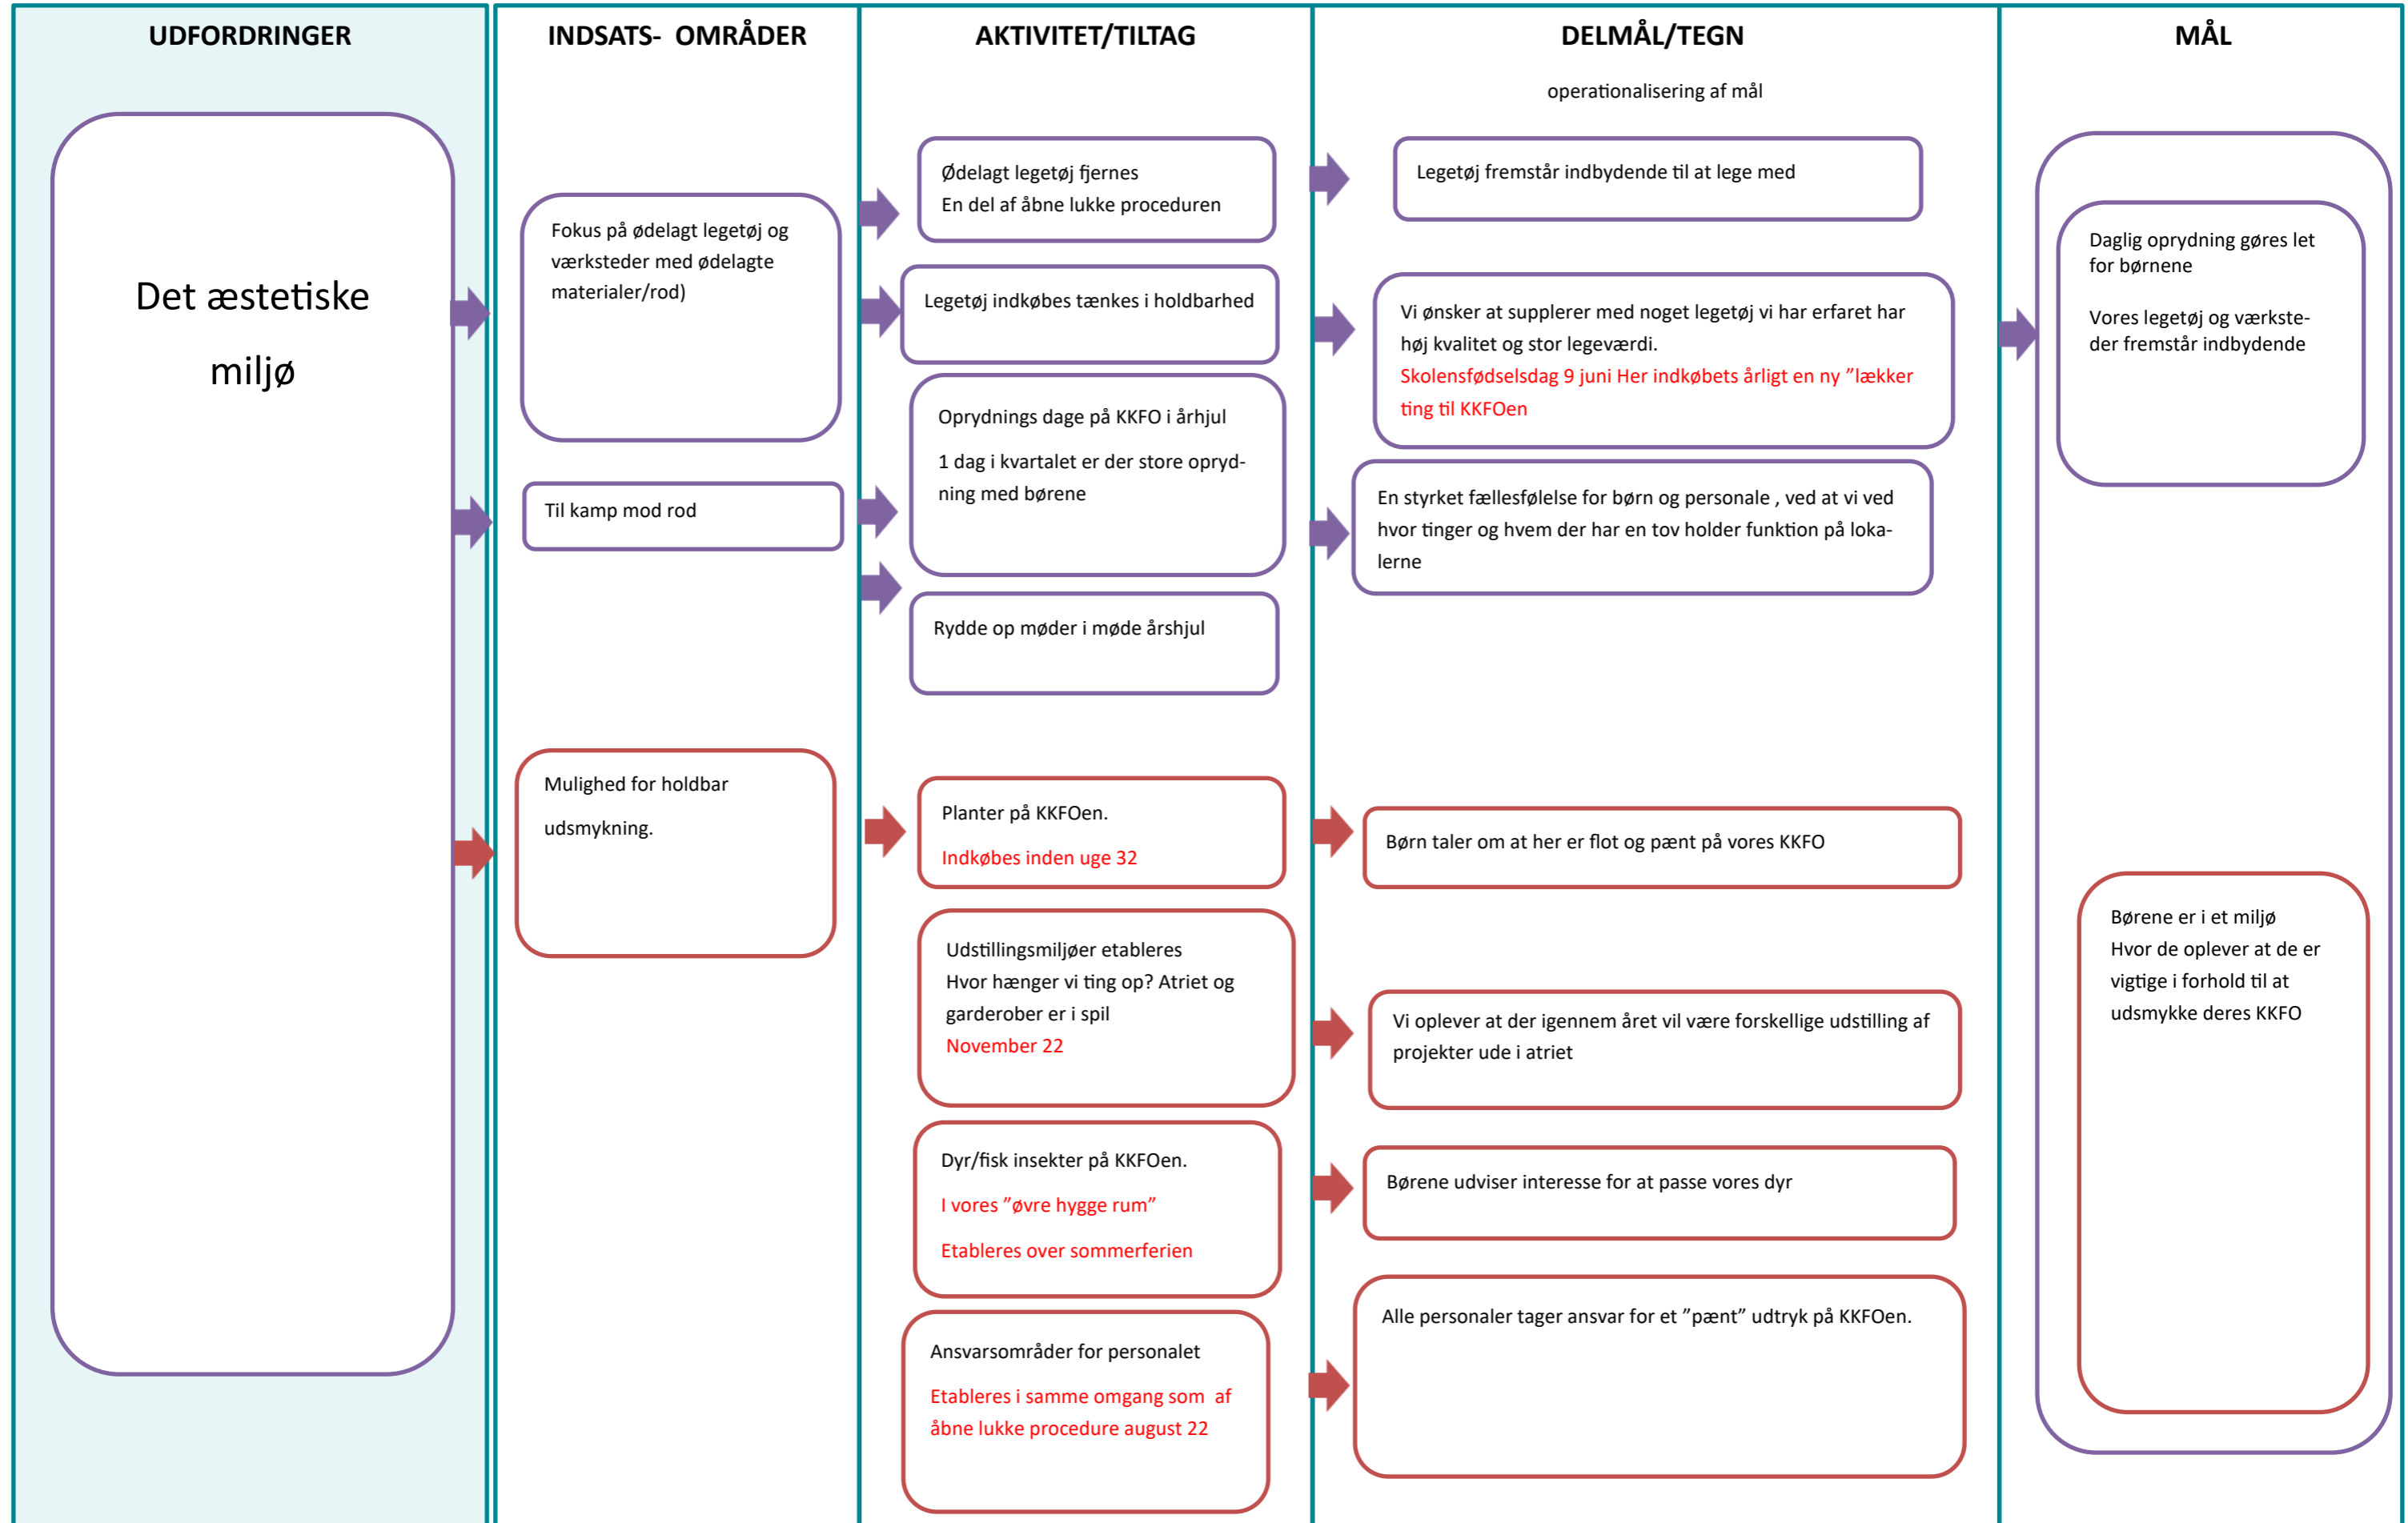 UDFORDRINGER
Det æstetiske
miljø
INDSATS- OMRÅDER
Fokus på ødelagt legetøj og
værksteder med ødelagte
materialer/rod)
Til kamp mod rod
Mulighed for holdbar
udsmykning.
AKTIVITET/TILTAG
Ødelagt legetøj fjernes
En del af åbne lukke proceduren
Legetøj indkøbes tænkes i holdbarhed
Oprydnings dage på KKFO i århjul
1 dag i kvartalet er der store opryd-
ning med børene
Rydde op møder i møde årshjul
Planter på KKFOen.
Indkøbes inden uge 32
Udstillingsmiljøer etableres
Hvor hænger vi ting op? Atriet og
garderober er i spil
November 22
Dyr/fisk insekter på KKFOen.
I vores ”øvre hygge rum”
Etableres over sommerferien
Ansvarsområder for personalet
Etableres i samme omgang som  af
åbne lukke procedure august 22
DELMÅL/TEGN
operationalisering af mål
Legetøj fremstår indbydende til at lege med
Vi ønsker at supplerer med noget legetøj vi har erfaret har
høj kvalitet og stor legeværdi.
Skolensfødselsdag 9 juni Her indkøbets årligt en ny ”lækker
ting til KKFOen
En styrket fællesfølelse for børn og personale , ved at vi ved
hvor tinger og hvem der har en tov holder funktion på loka-
lerne
Børn taler om at her er flot og pænt på vores KKFO
Vi oplever at der igennem året vil være forskellige udstilling af
projekter ude i atriet
Børene udviser interesse for at passe vores dyr
Alle personaler tager ansvar for et ”pænt” udtryk på KKFOen.
MÅL
Daglig oprydning gøres let
for børnene
Vores legetøj og værkste-
der fremstår indbydende
Børene er i et miljø
Hvor de oplever at de er
vigtige i forhold til at
udsmykke deres KKFO